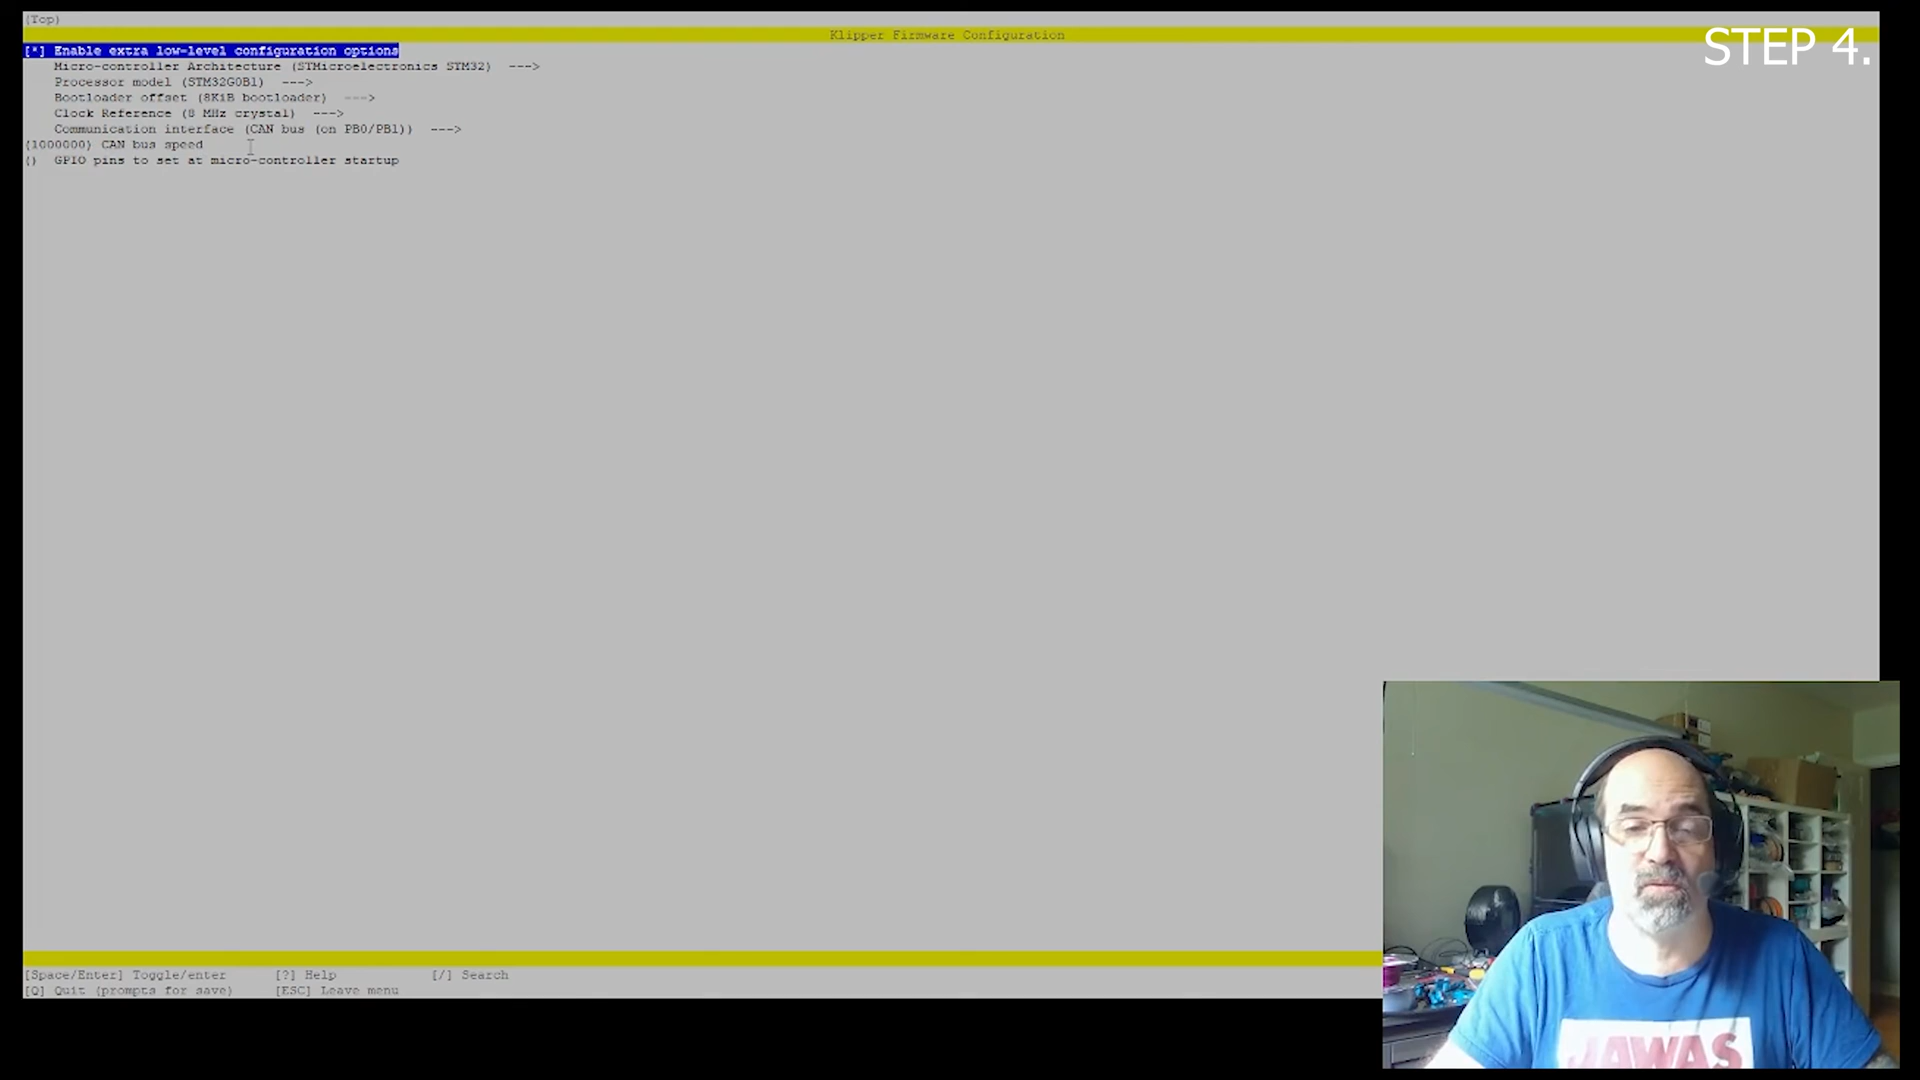 (Top)
Klipper Firmware Configuration
STEP 4.
[*] Enable extra low-level configuration options
Micro-controller Architecture (STMicroelectronics STM32) --->
Processor model (STM32G0B1) --->
Bootloader offset (8KiB bootloader) --->
Clock Reference (8 MHz crystal) --->
Communication interface (CAN bus (on PB0/PB1)) --->
(1000000) CAN bus speed
() GPIO pins to set at micro-controller startup
[Space/Enter] Toggle/enter [?] Help [/] Search
[Q] Quit (prompts for save) [ESC] Leave menu
JAWAS